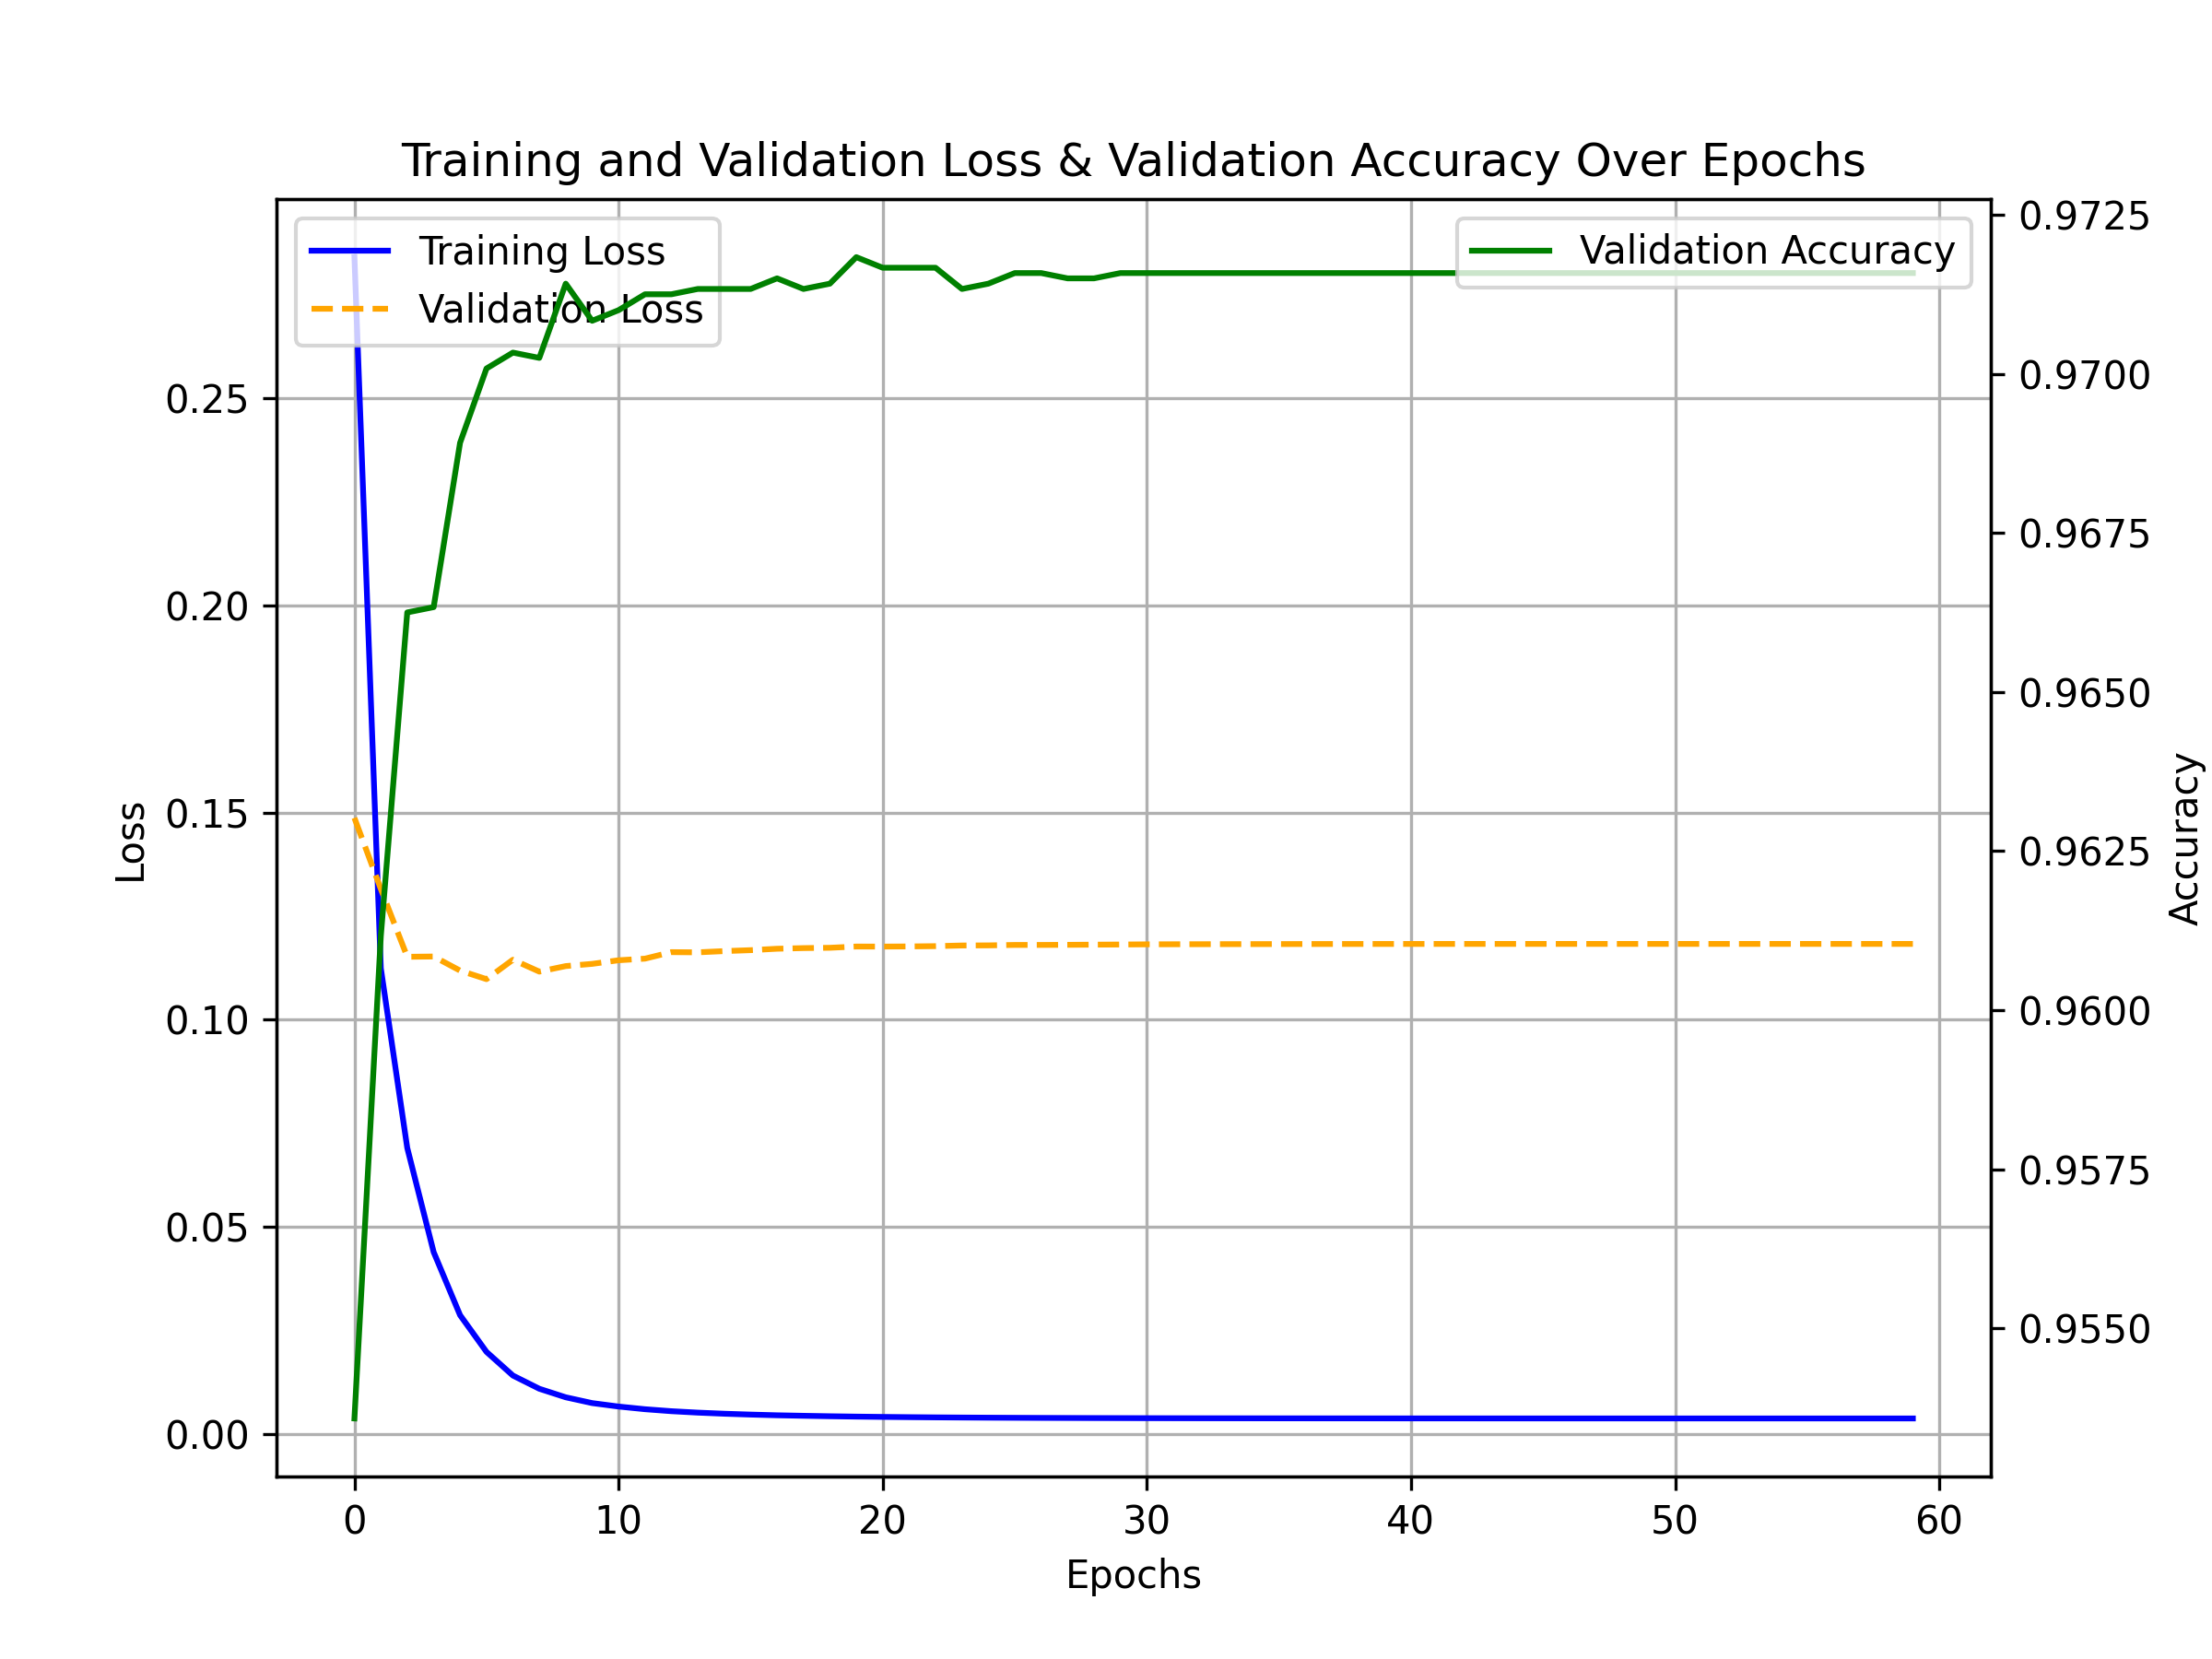 Training and Validation Loss & Validation Accuracy Over Epochs
Training Loss
Validation Loss
Validation Accuracy
Loss
0.25
0.20
0.15
0.10
0.05
0.00
0.9725
0.9700
0.9675
0.9650
0.9625
0.9600
0.9575
0.9550
Accuracy
0 10 20 30 40 50 60
Epochs